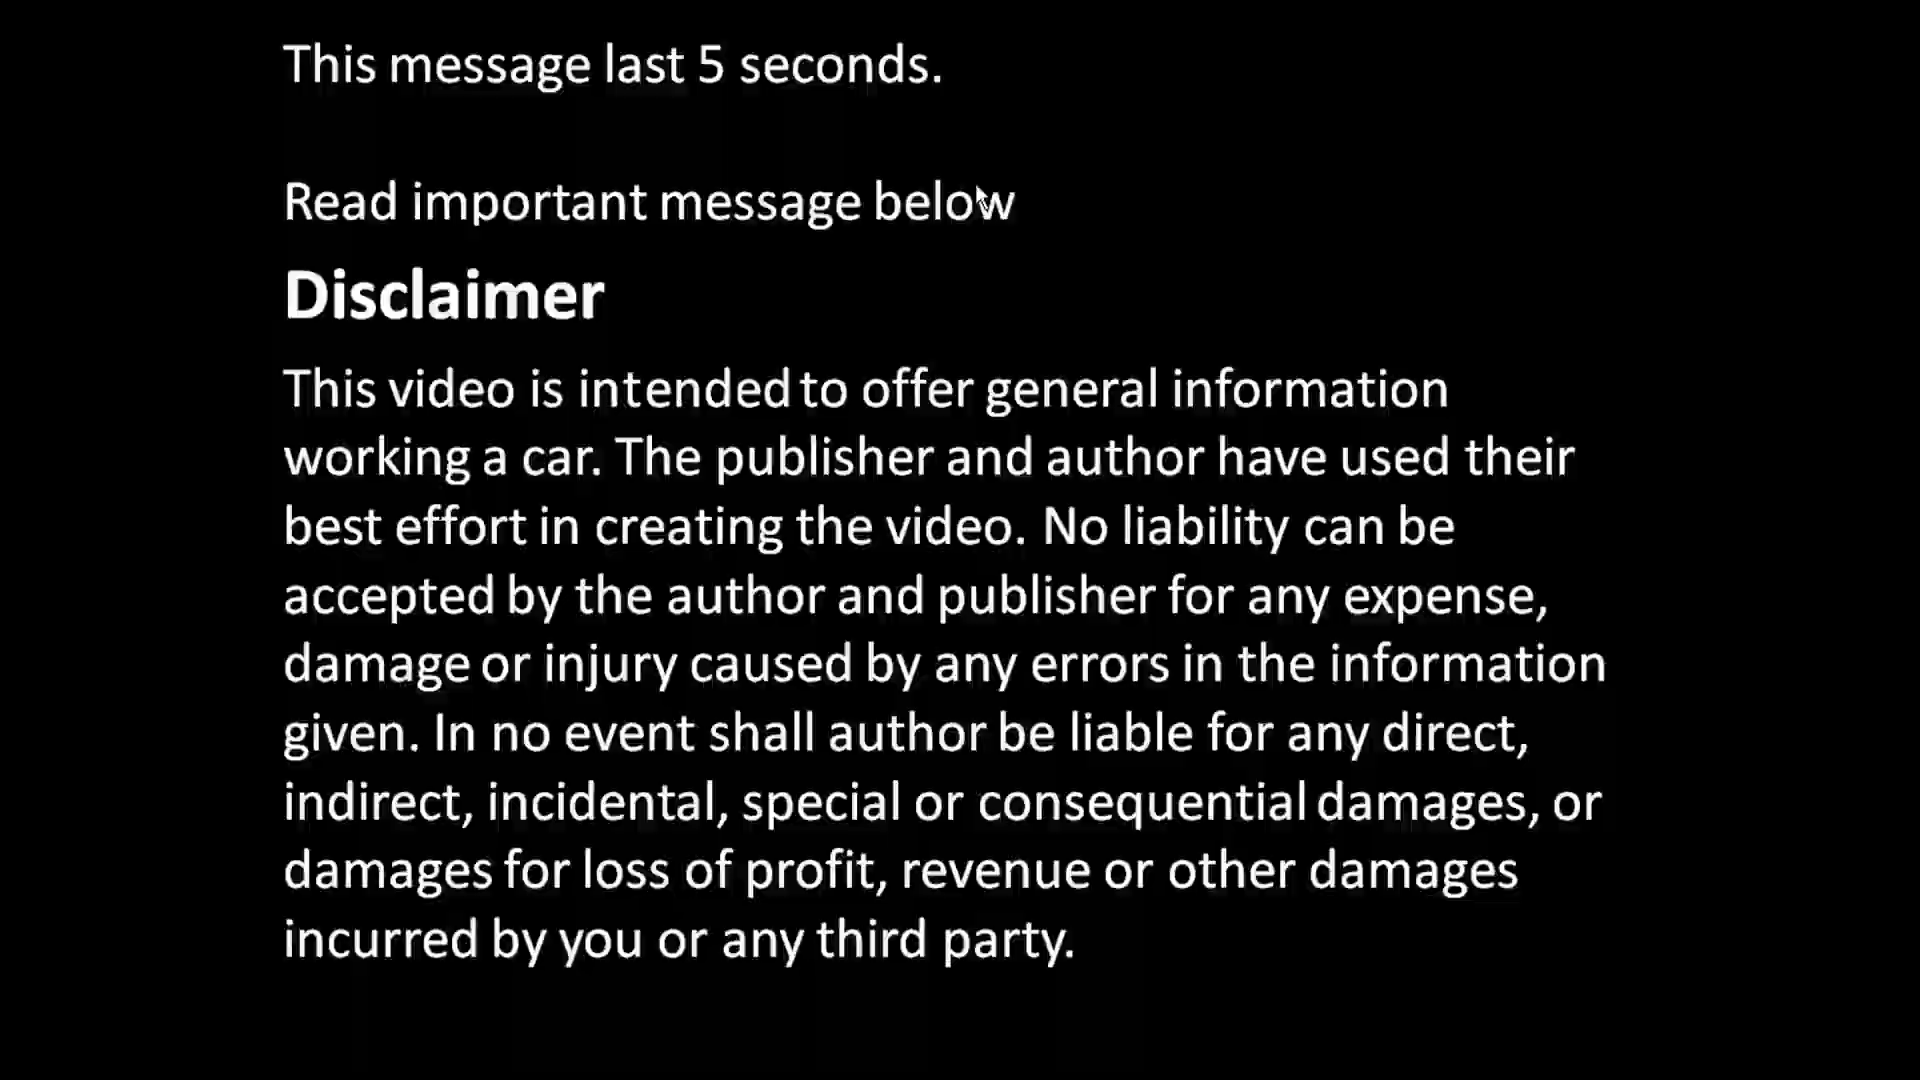 This message last 5 seconds.
Read important message below
Disclaimer
This video is intended to offer general information
working a car. The publisher and author have used their
best effort in creating the video. No liability can be
accepted by the author and publisher for any expense,
damage or injury caused by any errors in the information
given. In no event shall author be liable for any direct,
indirect, incidental, special or consequential damages, or
damages for loss of profit, revenue or other damages
incurred by you or any third party.